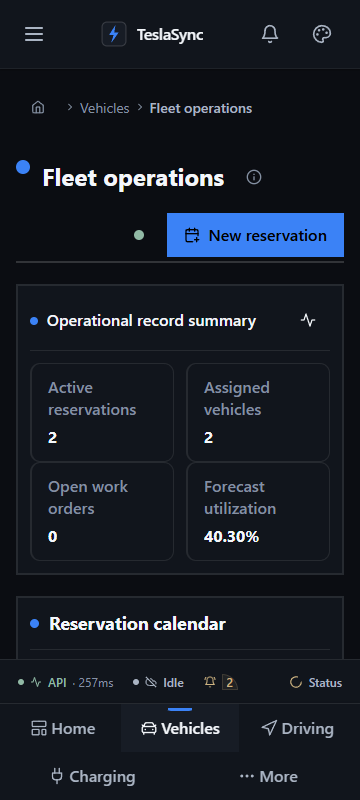 TeslaSync
Vehicles
Fleet operations
Fleet operations
New reservation
Operational record summary
Active
reservations
2
Assigned
vehicles
2
Open work
orders
0
Forecast
utilization
40.30%
Reservation calendar
API · 257ms
Idle
2
Status
Home
Vehicles
Driving
Charging
More